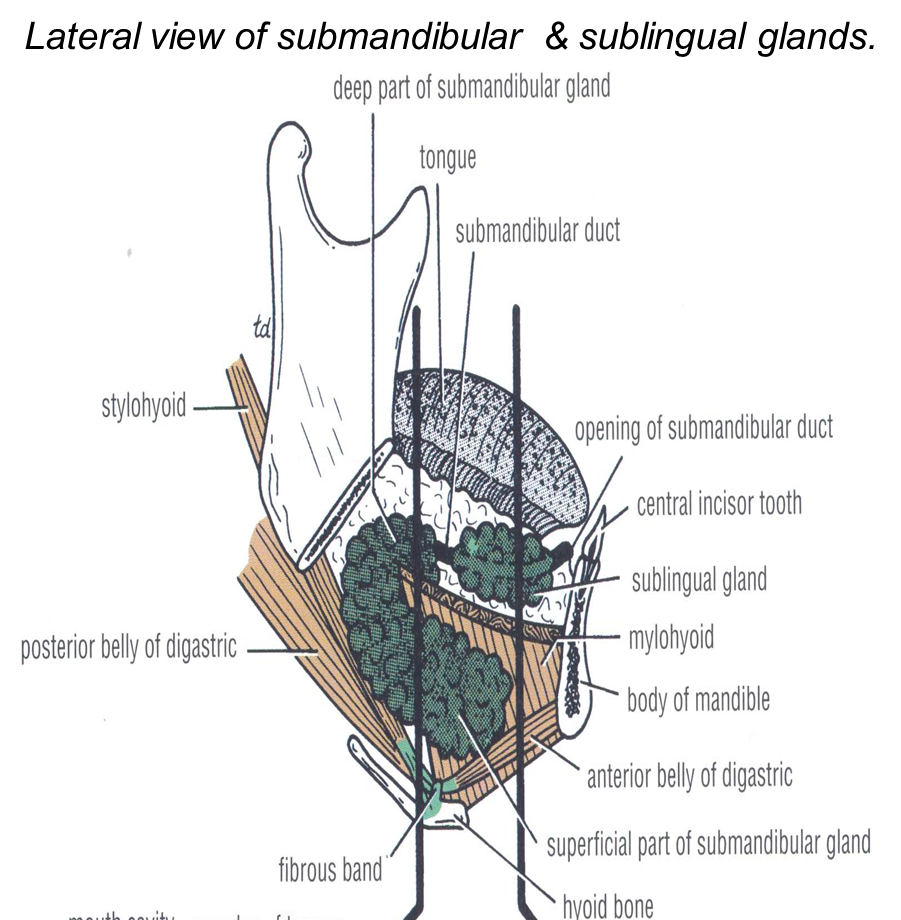 Lateral view of submandibular & sublingual glands.
deep part of submandibular gland
tongue
submandibular duct
td
stylohyoid
opening of submandibular duct
central incisor tooth
sublingual gland
mylohyoid
posterior belly of digastric
body of mandible
anterior belly of digastric
superficial part of submandibular gland
fibrous band
hyoid bone